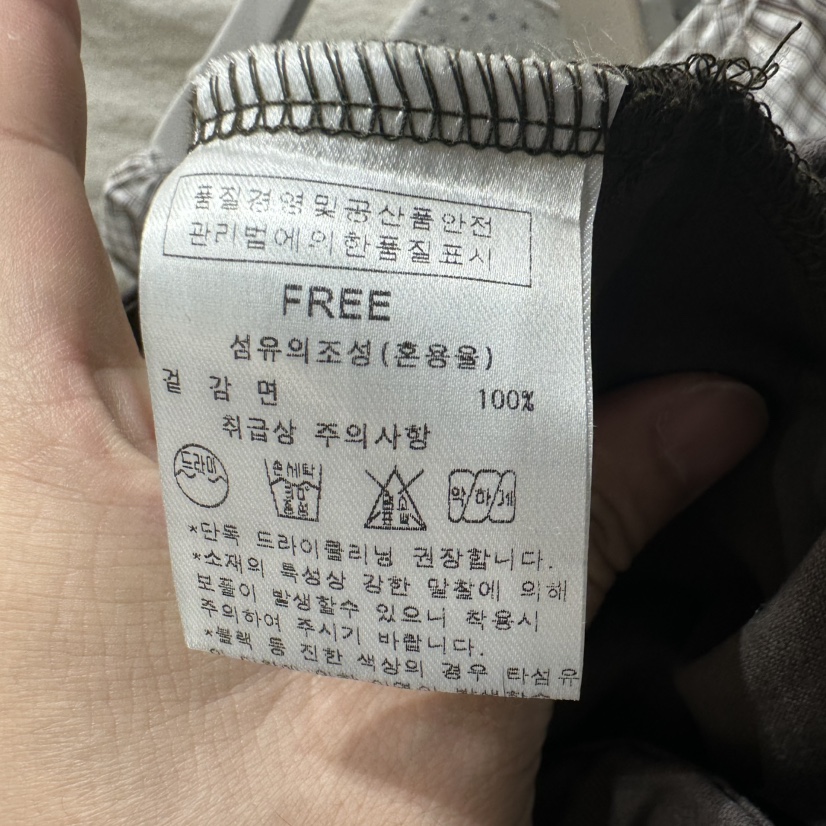 품질경영및공산품안전
관리법에의한품질표시
FREE
섬유의조성(혼용율)
겉 감 면 100%
취급상 주의사항
드라이 손세탁 약하게
*단독 드라이클리닝 권장합니다.
*소재의 특성상 강한 말찰에 의해
보풀이 발생할수 있으니 착용시
주의하여 주시기 바랍니다.
*블랙 등 진한 색상의 경우 타섬유